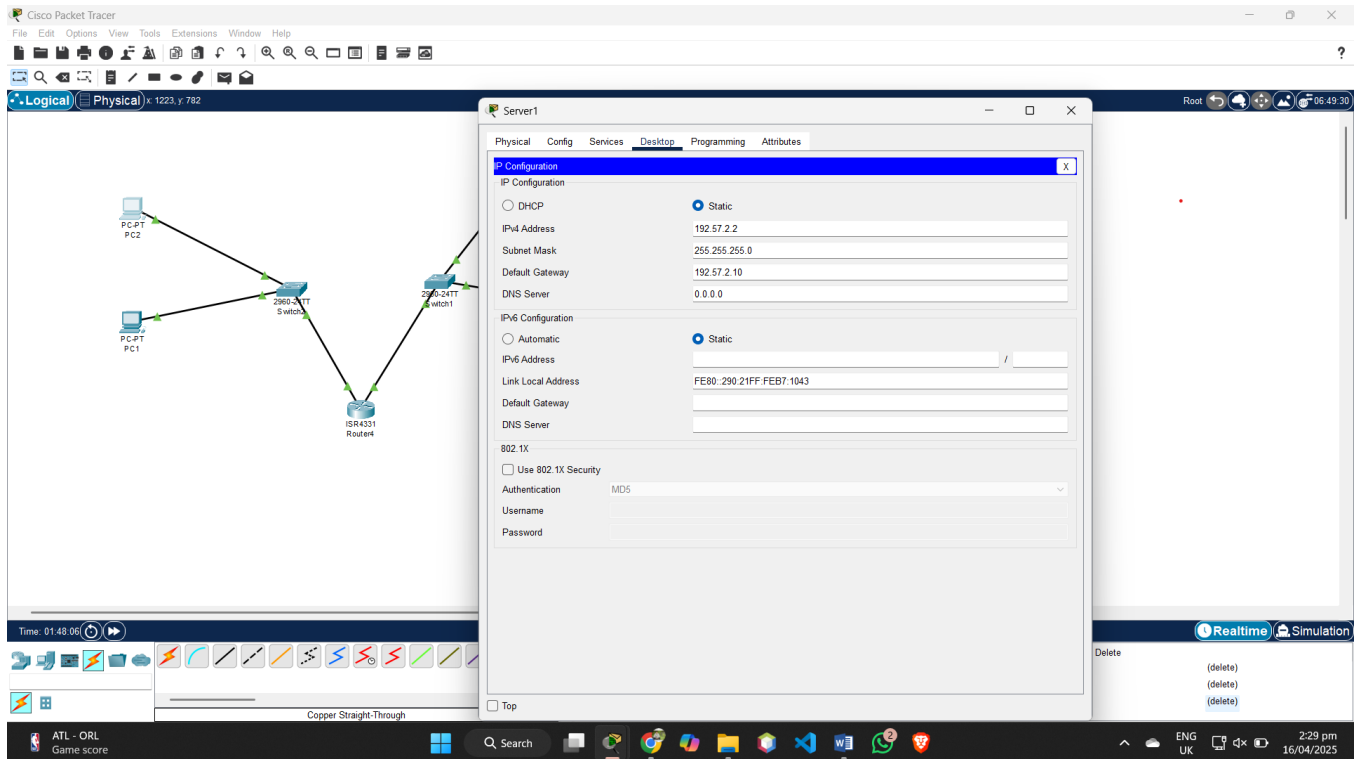 Cisco Packet Tracer
File Edit Options View Tools Extensions Window Help
?
Logical Physical x: 1223, y: 782
Root 06:49:30
PC-PT
PC2
2960-24TT
Switch2
PC-PT
PC1
2960-24TT
Switch1
ISR4331
Router4
Server1
Physical Config Services Desktop Programming Attributes
IP Configuration X
IP Configuration
DHCP Static
IPv4 Address 192.57.2.2
Subnet Mask 255.255.255.0
Default Gateway 192.57.2.10
DNS Server 0.0.0.0
IPv6 Configuration
Automatic Static
IPv6 Address /
Link Local Address FE80::290:21FF:FEB7:1043
Default Gateway
DNS Server
802.1X
Use 802.1X Security
Authentication MD5
Username
Password
Top
Time: 01:48:06
Realtime Simulation
Delete
(delete)
(delete)
(delete)
Copper Straight-Through
ATL - ORL
Game score
Search
2
ENG
UK
2:29 pm
16/04/2025